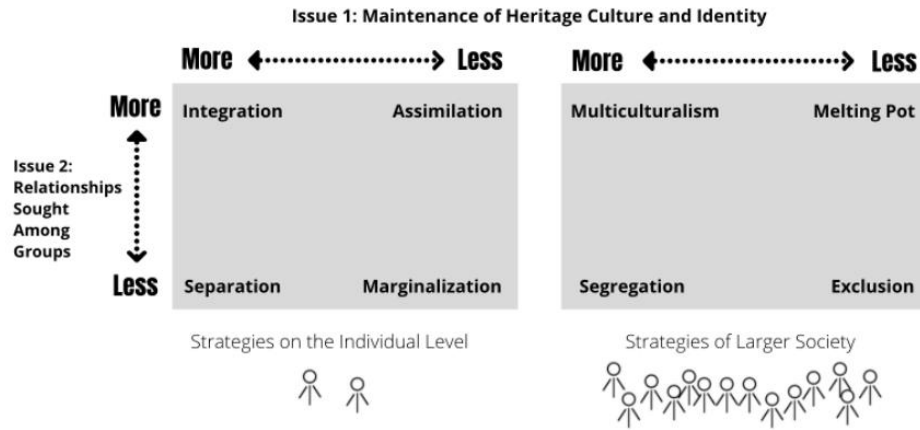 Issue 1: Maintenance of Heritage Culture and Identity
More Less More Less
More
Integration Assimilation Multiculturalism Melting Pot
Issue 2:
Relationships
Sought
Among
Groups
Less
Separation Marginalization Segregation Exclusion
Strategies on the Individual Level Strategies of Larger Society